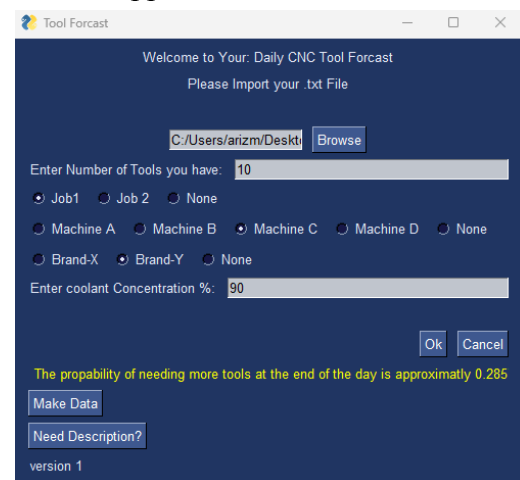 Tool Forcast
Welcome to Your: Daily CNC Tool Forcast
Please Import your .txt File
C:/Users/arizm/Deskt Browse
Enter Number of Tools you have: 10
Job1 Job 2 None
Machine A Machine B Machine C Machine D None
Brand-X Brand-Y None
Enter coolant Concentration %: 90
Ok Cancel
The propability of needing more tools at the end of the day is approximatly 0.285
Make Data
Need Description?
version 1